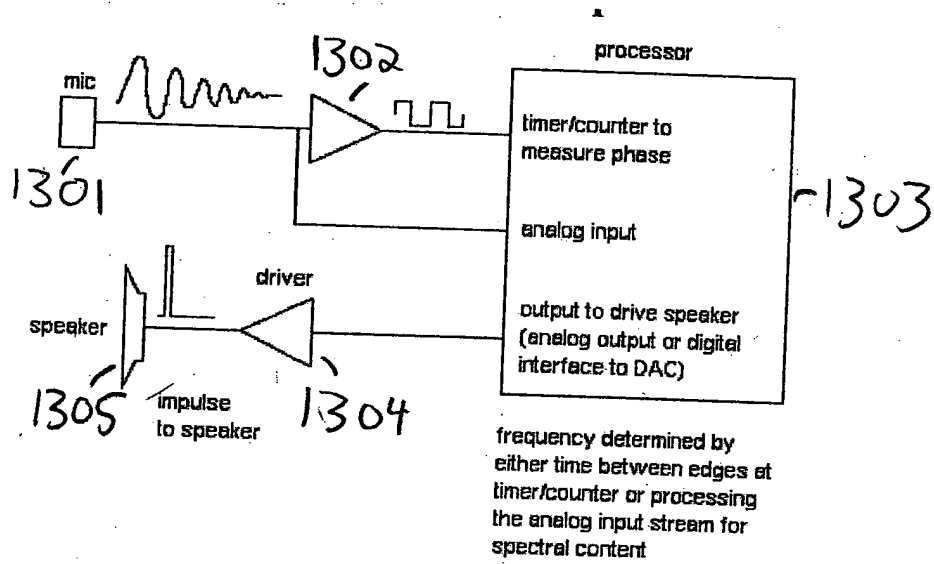 processor
1302
mic
timer/counter to
measure phase
1301
1303
analog input
driver
speaker
output to drive speaker
(analog output or digital
interface to DAC)
1305
impulse
to speaker
1304
frequency determined by
either time between edges at
timer/counter or processing
the analog input stream for
spectral content